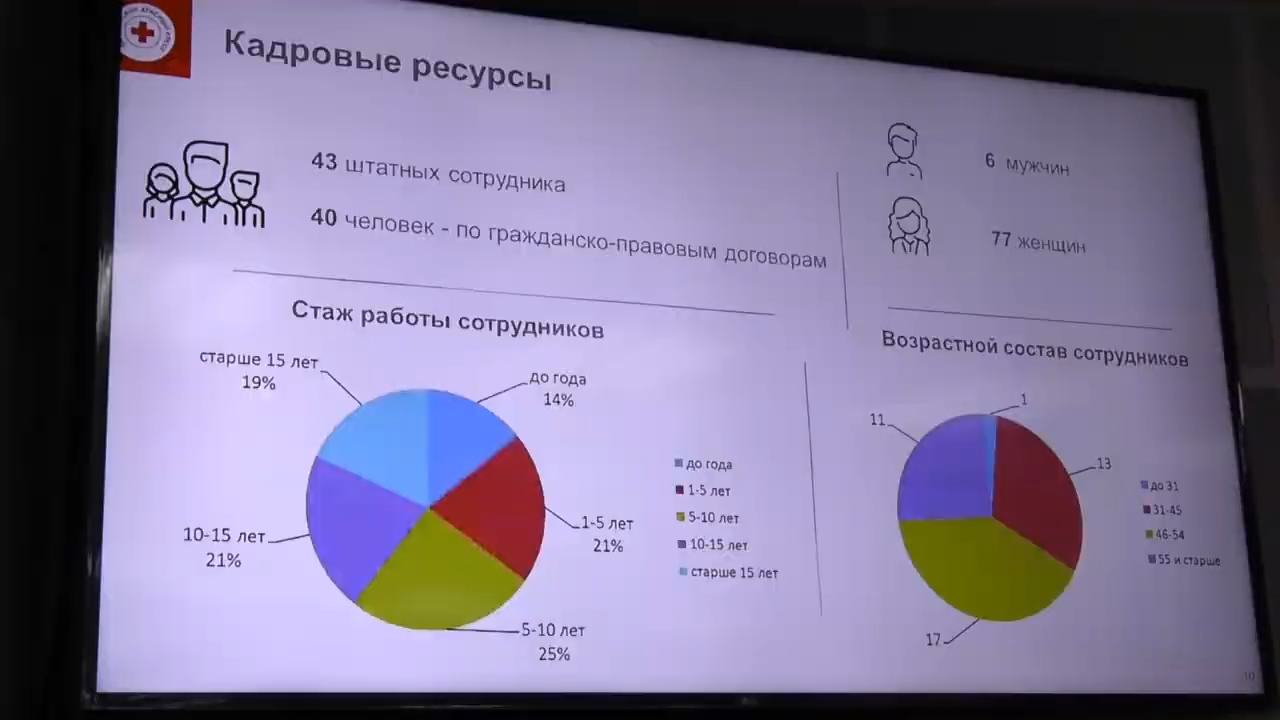 Кадровые ресурсы
43 штатных сотрудника
40 человек - по гражданско-правовым договорам
6 мужчин
77 женщин
Стаж работы сотрудников
старше 15 лет
19%
до года
14%
1-5 лет
21%
10-15 лет
21%
5-10 лет
25%
до года
1-5 лет
5-10 лет
10-15 лет
старше 15 лет
Возрастной состав сотрудников
1
11
13
17
до 31
31-45
46-54
55 и старше
10